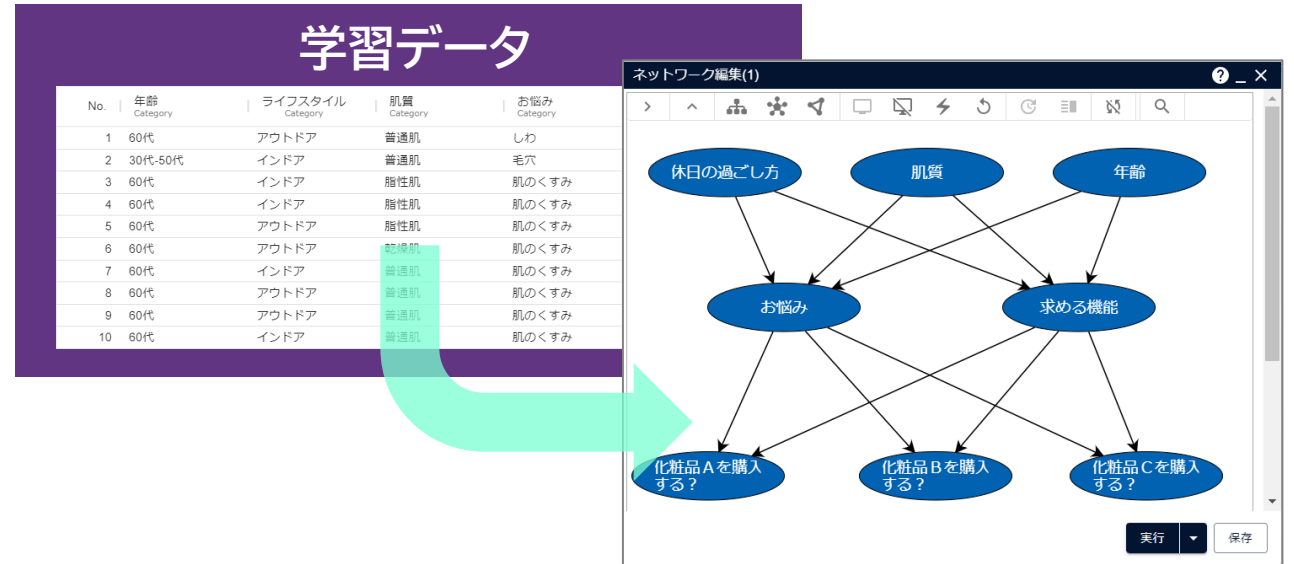 学習データ
No. 年齢 ライフスタイル 肌質 お悩み
Category Category Category Category
1 60代 アウトドア 普通肌 しわ
2 30代-50代 インドア 普通肌 毛穴
3 60代 インドア 脂性肌 肌のくすみ
4 60代 インドア 脂性肌 肌のくすみ
5 60代 アウトドア 脂性肌 肌のくすみ
6 60代 アウトドア 乾燥肌 肌のくすみ
7 60代 インドア 普通肌 肌のくすみ
8 60代 アウトドア 普通肌 肌のくすみ
9 60代 アウトドア 普通肌 肌のくすみ
10 60代 インドア 普通肌 肌のくすみ
ネットワーク編集(1)
休日の過ごし方 肌質 年齢
お悩み 求める機能
化粧品Aを購入
する?
化粧品Bを購入
する?
化粧品Cを購入
する?
実行 保存